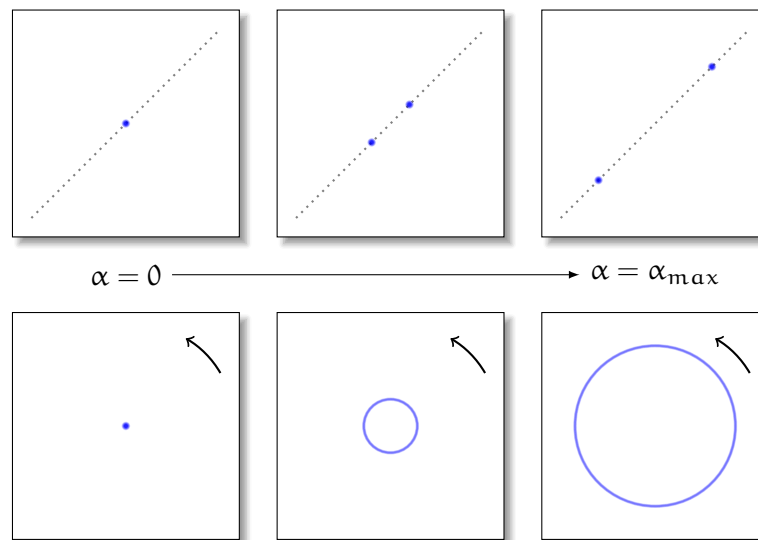 α = 0
α = αmax